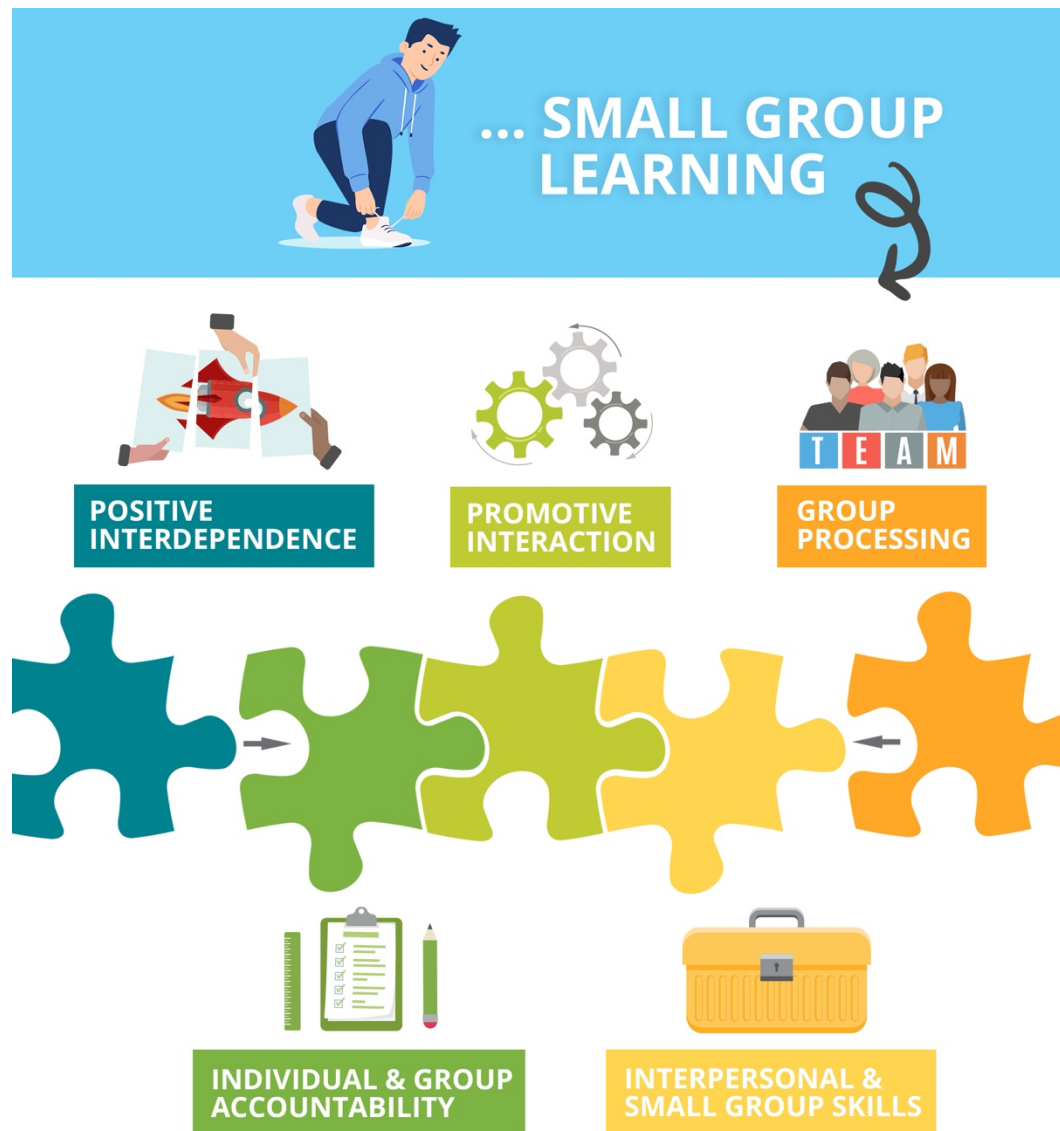 ... SMALL GROUP
LEARNING
TEAM
POSITIVE
INTERDEPENDENCE
PROMOTIVE
INTERACTION
GROUP
PROCESSING
INDIVIDUAL & GROUP
ACCOUNTABILITY
INTERPERSONAL &
SMALL GROUP SKILLS